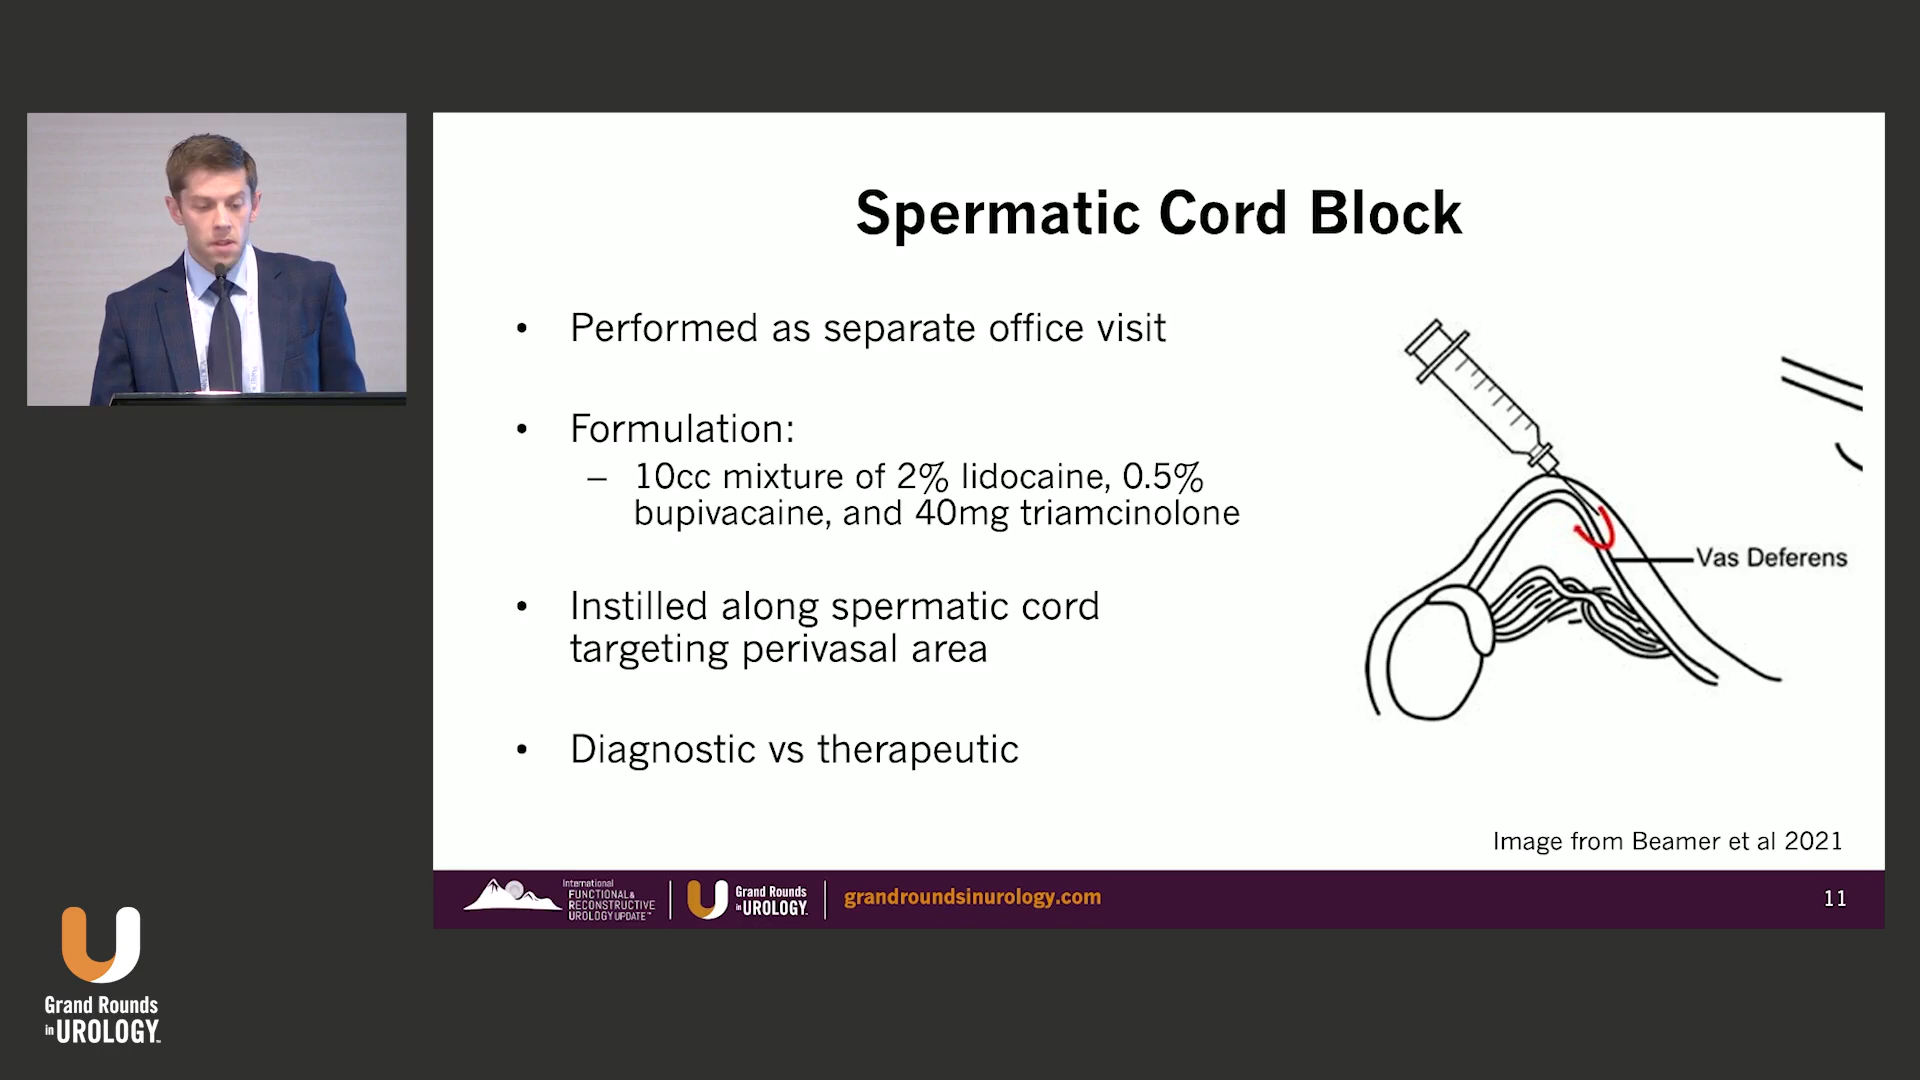 Spermatic Cord Block
• Performed as separate office visit
• Formulation:
– 10cc mixture of 2% lidocaine, 0.5%
bupivacaine, and 40mg triamcinolone
• Instilled along spermatic cord
targeting perivasal area
• Diagnostic vs therapeutic
Vas Deferens
Image from Beamer et al 2021
International
FUNCTIONAL &
RECONSTRUCTIVE
UROLOGY UPDATE™
Grand Rounds
in UROLOGY.
grandroundsinurology.com
11
Grand Rounds
in UROLOGY™